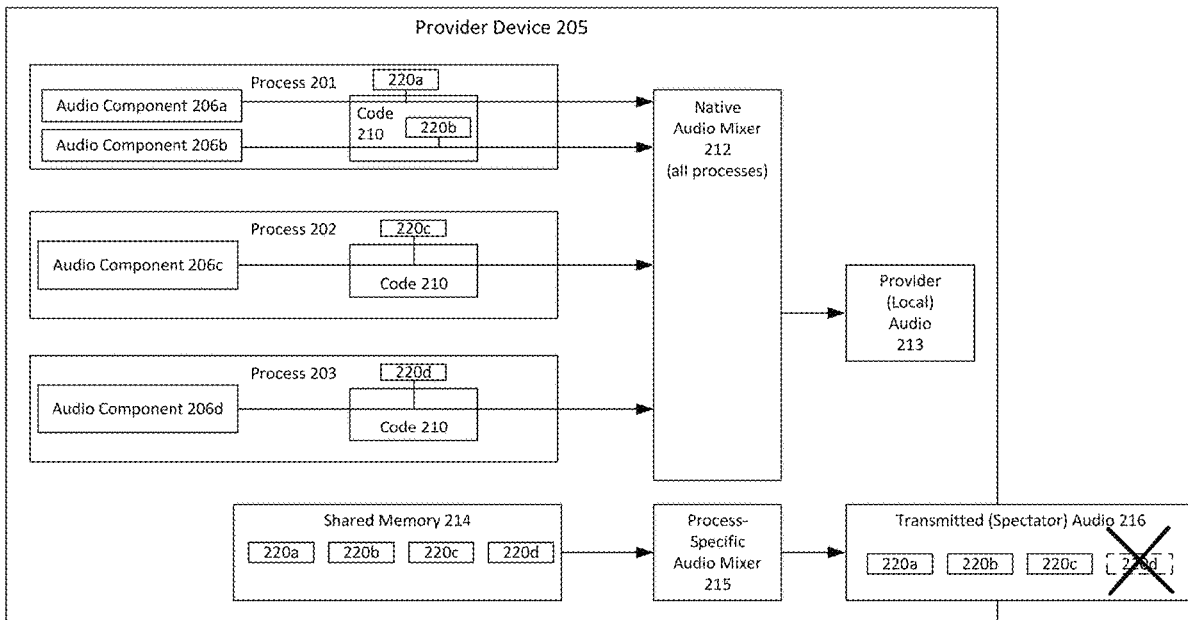 Provider Device 205
Process 201
220a
Audio Component 206a
Code
210
220b
Audio Component 206b
Native
Audio Mixer
212
(all processes)
Process 202
220c
Audio Component 206c
Code 210
Provider
(Local)
Audio
213
Process 203
220d
Audio Component 206d
Code 210
Shared Memory 214
220a
220b
220c
220d
Process-
Specific
Audio Mixer
215
Transmitted (Spectator) Audio 216
220a
220b
220c
220d